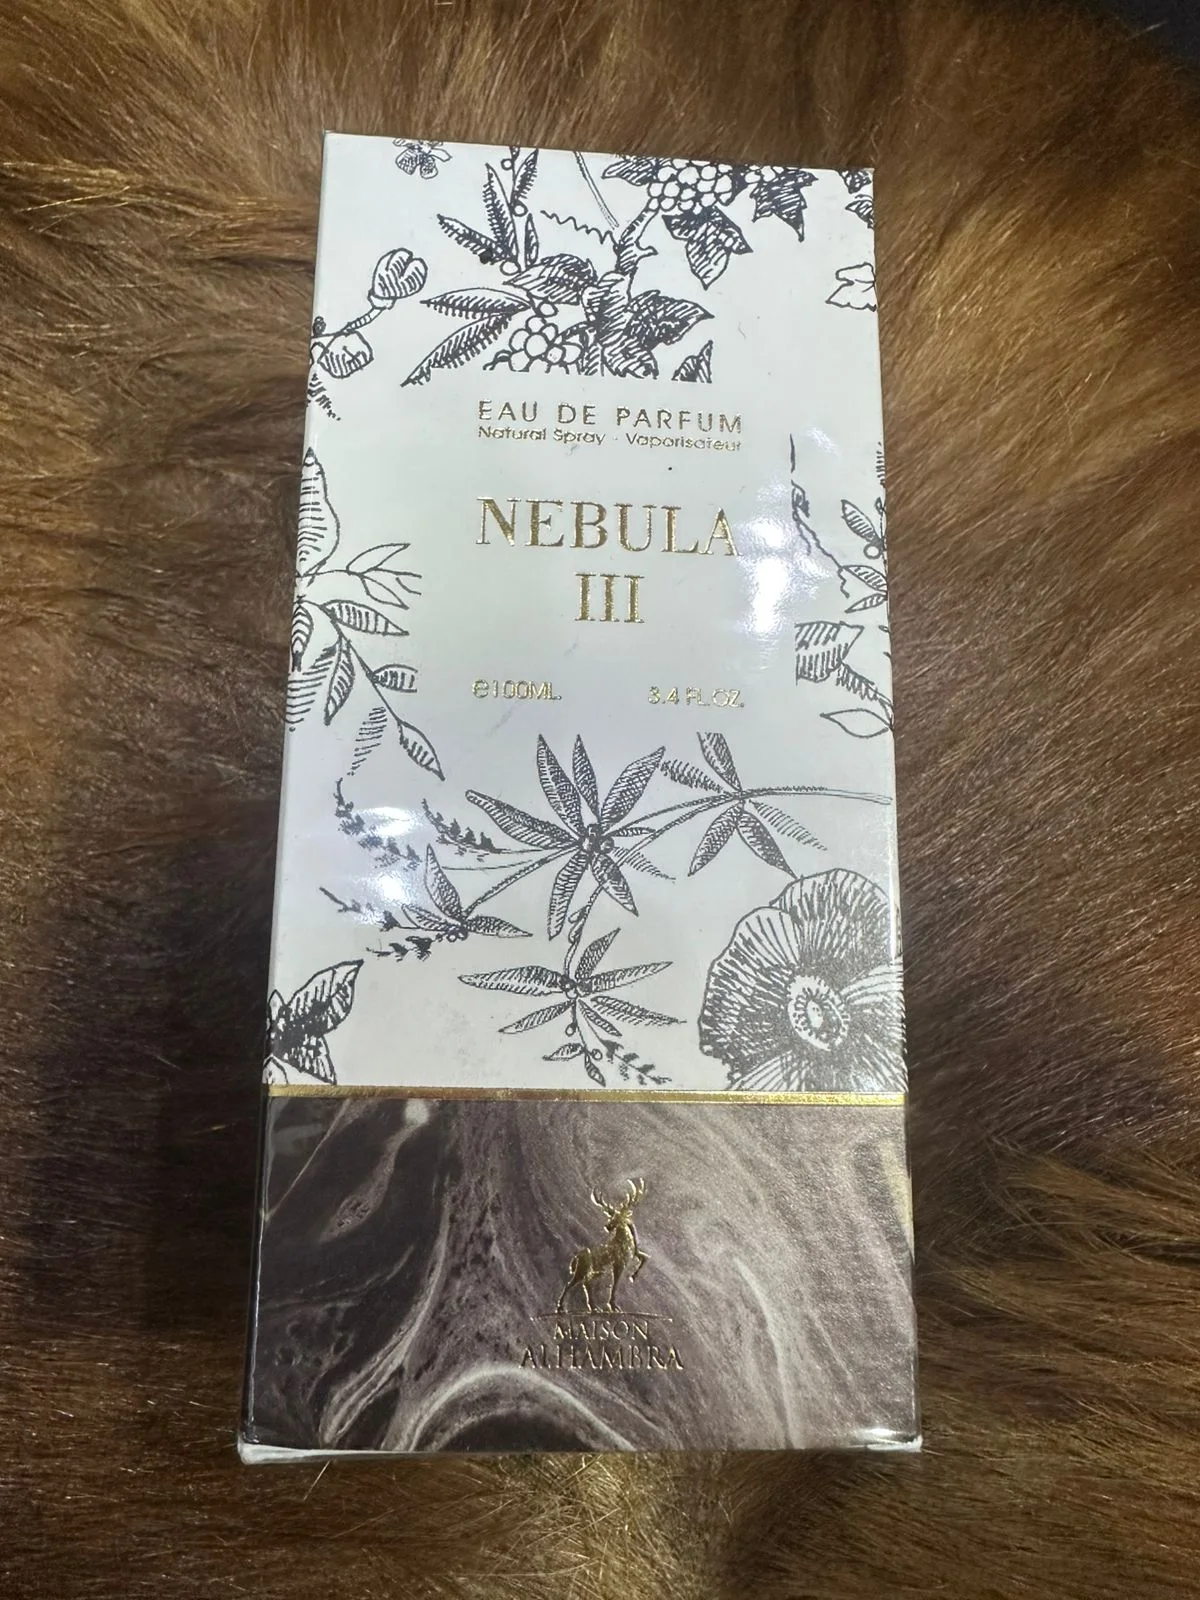 EAU DE PARFUM
Natural Spray - Vaporisateur
NEBULA
III
℮100ML. 3.4 FL.OZ.
MAISON
ALHAMBRA